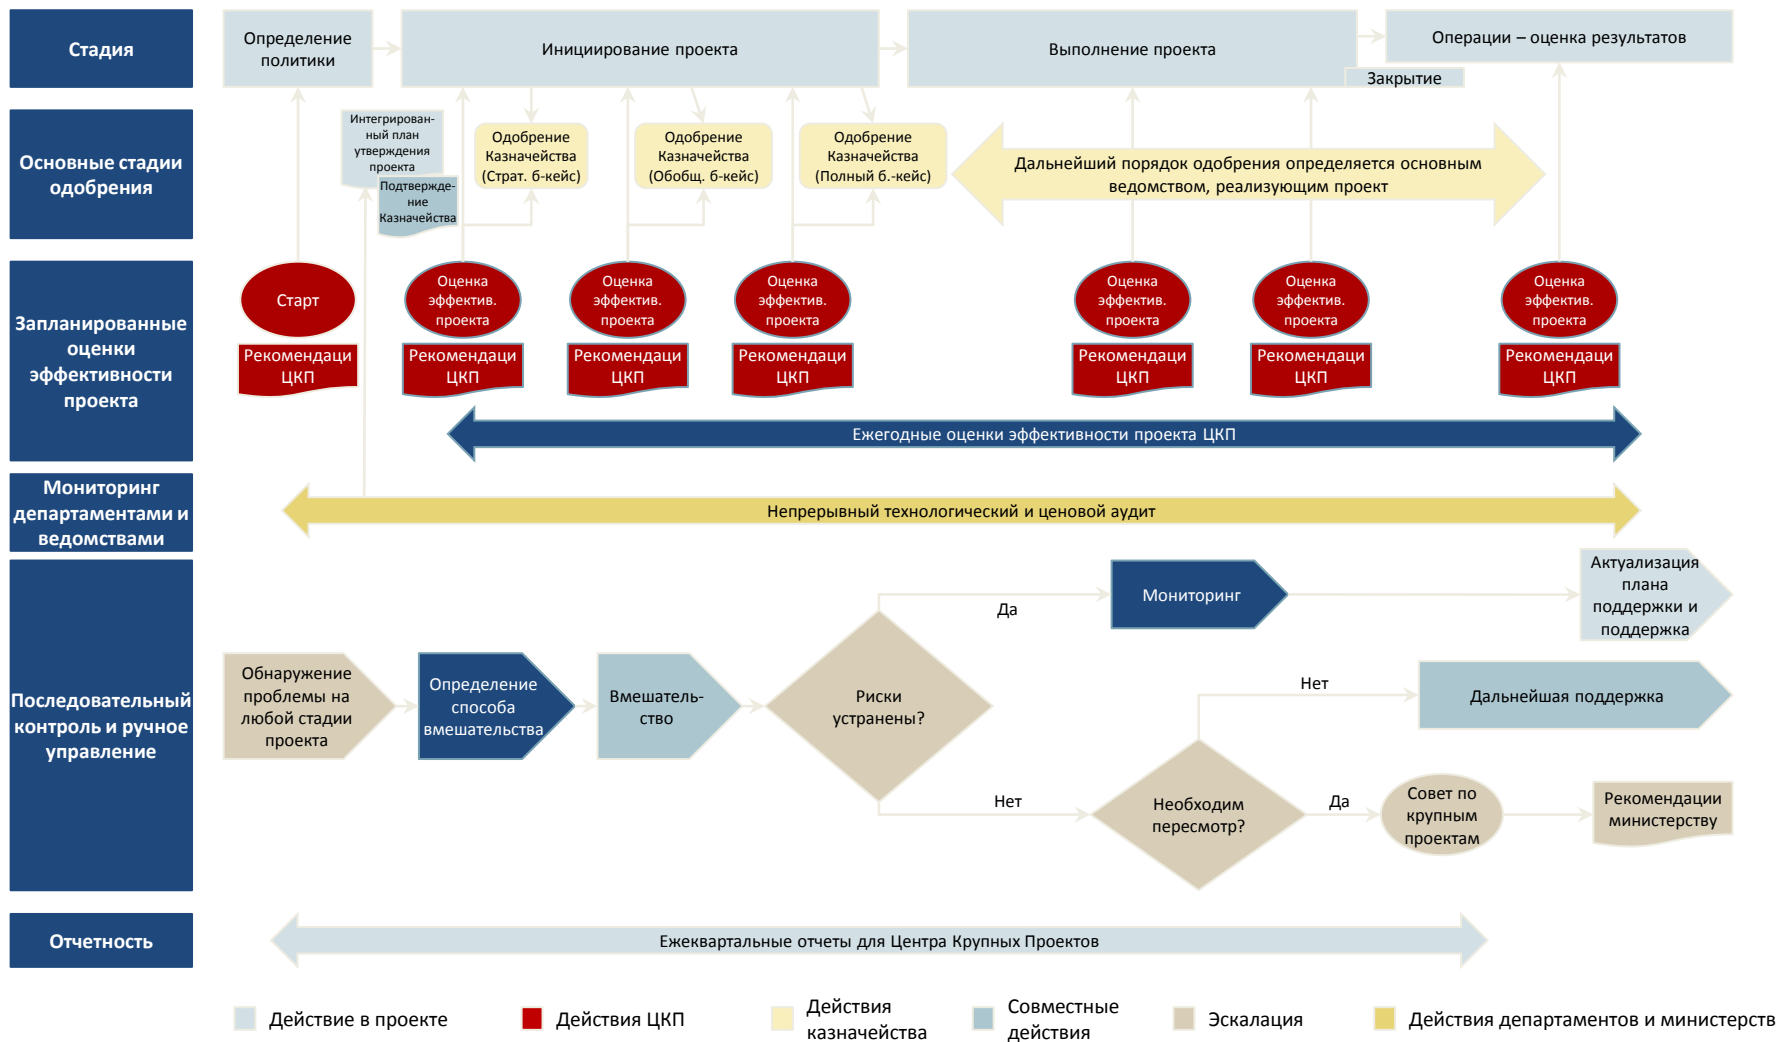 Стадия
Определение
политики
Инициирование проекта
Выполнение проекта
Операции – оценка результатов
Закрытие
Основные стадии
одобрения
Интегрирован-
ный план
утверждения
проекта
Подтвержде-
ние
Казначейства
Одобрение
Казначейства
(Страт. б-кейс)
Одобрение
Казначейства
(Обобщ. б-кейс)
Одобрение
Казначейства
(Полный б.-кейс)
Дальнейший порядок одобрения определяется основным
ведомством, реализующим проект
Запланированные
оценки
эффективности
проекта
Старт
Оценка
эффектив.
проекта
Оценка
эффектив.
проекта
Оценка
эффектив.
проекта
Оценка
эффектив.
проекта
Оценка
эффектив.
проекта
Оценка
эффектив.
проекта
Рекомендаци
ЦКП
Рекомендаци
ЦКП
Рекомендаци
ЦКП
Рекомендаци
ЦКП
Рекомендаци
ЦКП
Рекомендаци
ЦКП
Рекомендаци
ЦКП
Ежегодные оценки эффективности проекта ЦКП
Мониторинг
департаментами и
ведомствами
Непрерывный технологический и ценовой аудит
Последовательный
контроль и ручное
управление
Обнаружение
проблемы на
любой стадии
проекта
Определение
способа
вмешательства
Вмешатель-
ство
Риски
устранены?
Да
Мониторинг
Актуализация
плана
поддержки и
поддержка
Нет
Необходим
пересмотр?
Нет
Дальнейшая поддержка
Да
Совет по
крупным
проектам
Рекомендации
министерству
Отчетность
Ежеквартальные отчеты для Центра Крупных Проектов
Действие в проекте
Действия ЦКП
Действия
казначейства
Совместные
действия
Эскалация
Действия департаментов и министерств